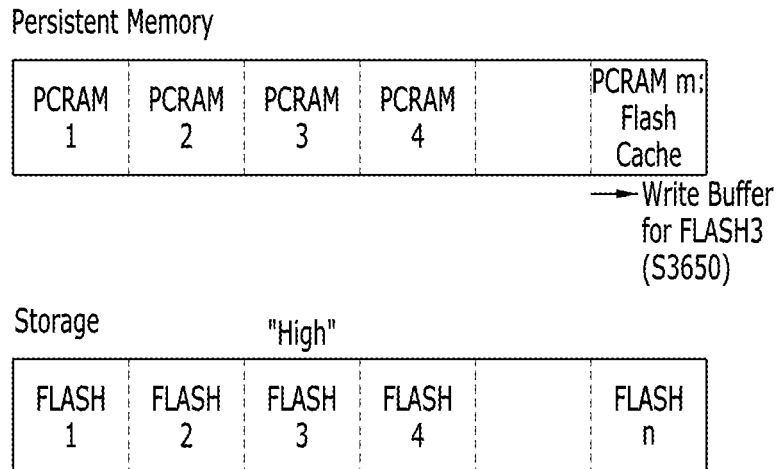 Persistent Memory
PCRAM 1
PCRAM 2
PCRAM 3
PCRAM 4
PCRAM m:
Flash
Cache
Write Buffer
for FLASH3
(S3650)
Storage
"High"
FLASH 1
FLASH 2
FLASH 3
FLASH 4
FLASH n